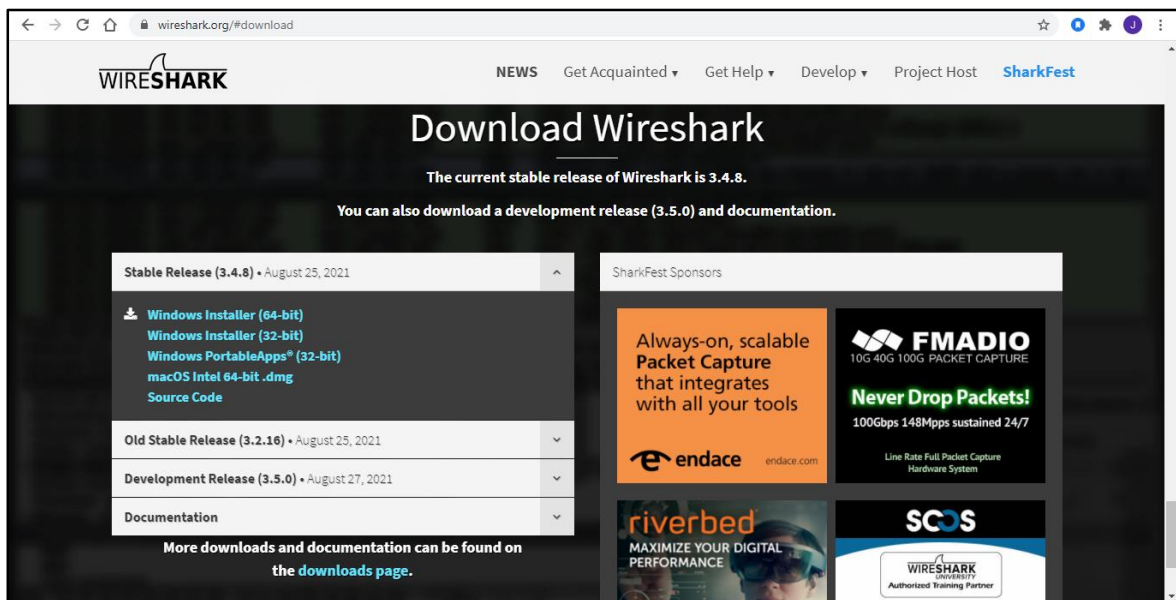 wireshark.org/#download
J
WIRESHARK
NEWS Get Acquainted ▾ Get Help ▾ Develop ▾ Project Host SharkFest
Download Wireshark
The current stable release of Wireshark is 3.4.8.
You can also download a development release (3.5.0) and documentation.
Stable Release (3.4.8) • August 25, 2021
Windows Installer (64-bit)
Windows Installer (32-bit)
Windows PortableApps® (32-bit)
macOS Intel 64-bit .dmg
Source Code
Old Stable Release (3.2.16) • August 25, 2021
Development Release (3.5.0) • August 27, 2021
Documentation
More downloads and documentation can be found on
the downloads page.
SharkFest Sponsors
Always-on, scalable
Packet Capture
that integrates
with all your tools
endace endace.com
FMADIO
10G 40G 100G PACKET CAPTURE
Never Drop Packets!
100Gbps 148Mpps sustained 24/7
Line Rate Full Packet Capture
Hardware System
riverbed
MAXIMIZE YOUR DIGITAL
PERFORMANCE
SCOS
WIRESHARK
UNIVERSITY
Authorized Training Partner